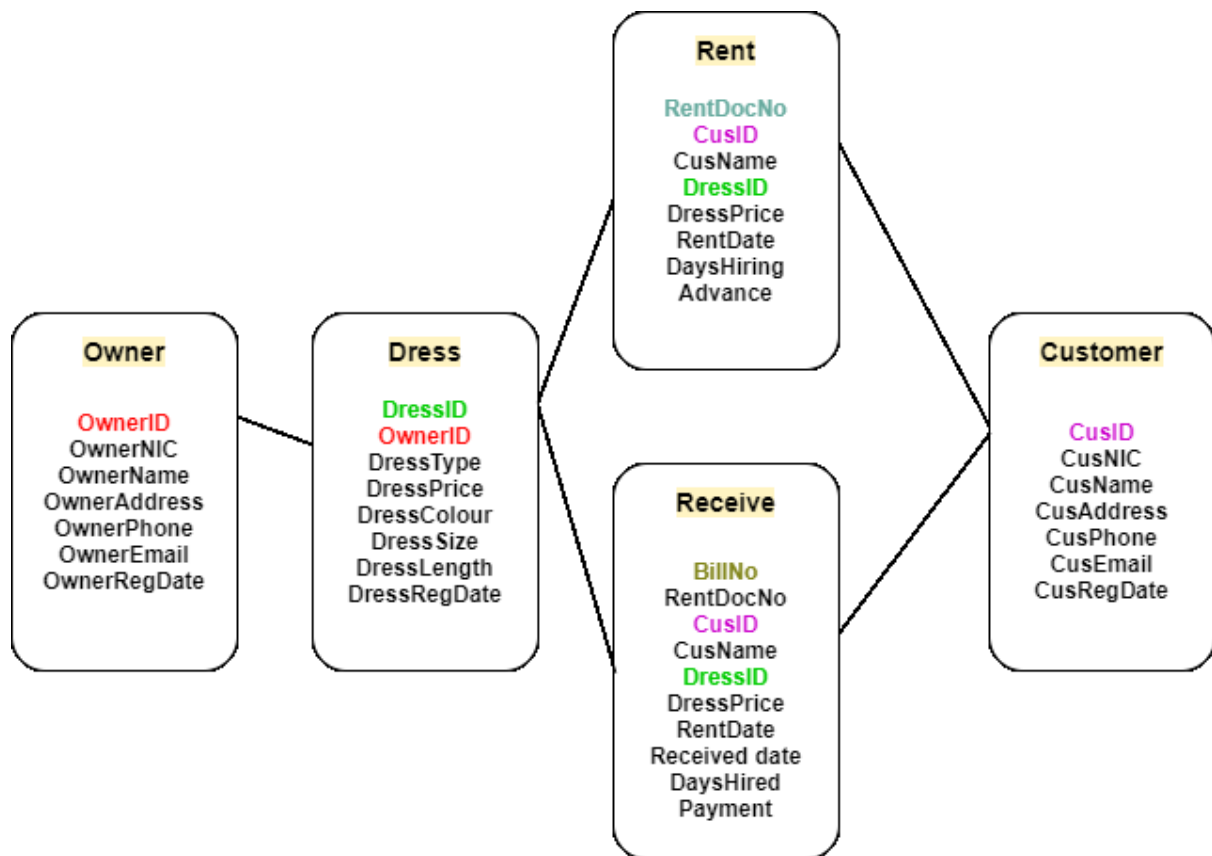 Owner
OwnerID
OwnerNIC
OwnerName
OwnerAddress
OwnerPhone
OwnerEmail
OwnerRegDate
Dress
DressID
OwnerID
DressType
DressPrice
DressColour
DressSize
DressLength
DressRegDate
Rent
RentDocNo
CusID
CusName
DressID
DressPrice
RentDate
DaysHiring
Advance
Receive
BillNo
RentDocNo
CusID
CusName
DressID
DressPrice
RentDate
Received date
DaysHired
Payment
Customer
CusID
CusNIC
CusName
CusAddress
CusPhone
CusEmail
CusRegDate